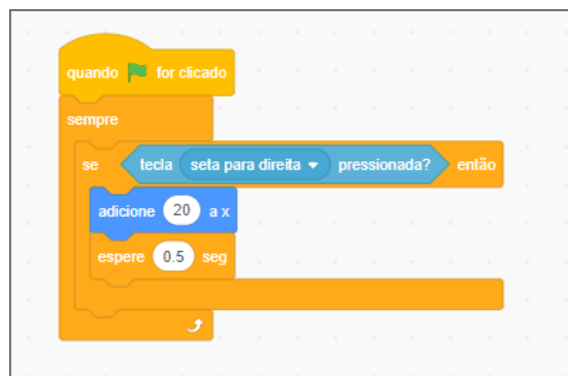 quando for clicado
sempre
se tecla seta para direita pressionada? então
adicione 20 a x
espere 0.5 seg